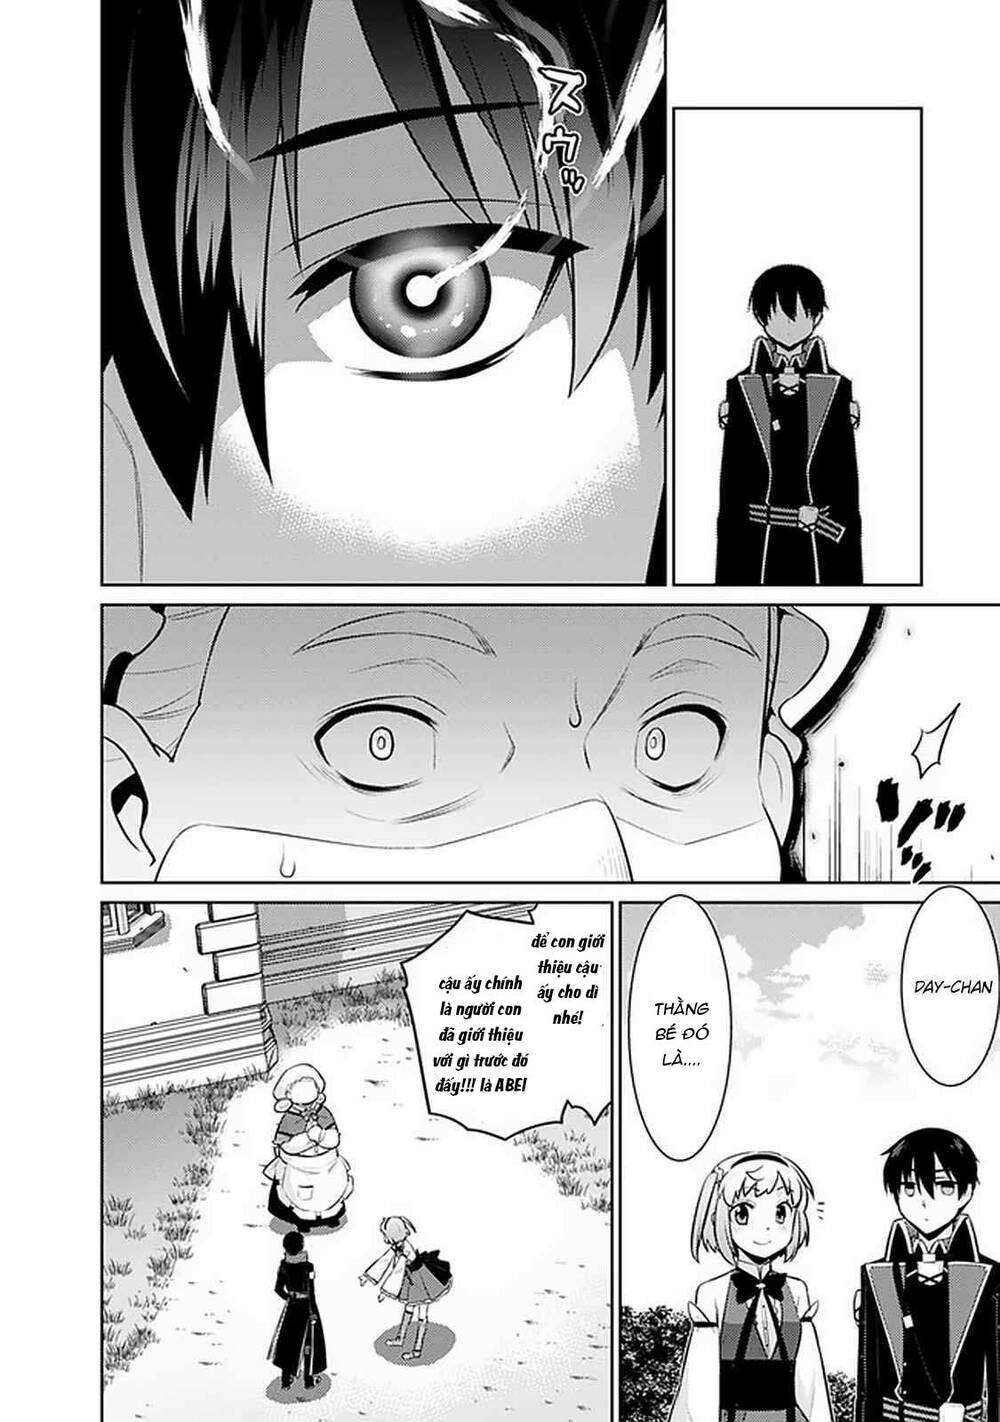 スウッ
DAY-CHAN
THẰNG
BÉ ĐÓ
LÀ....
để con giới
thiệu cậu
ấy cho dì
nhé!
cậu ấy chính
là người con
đã giới thiệu
với gì trước đó
đấy!!! là ABEI